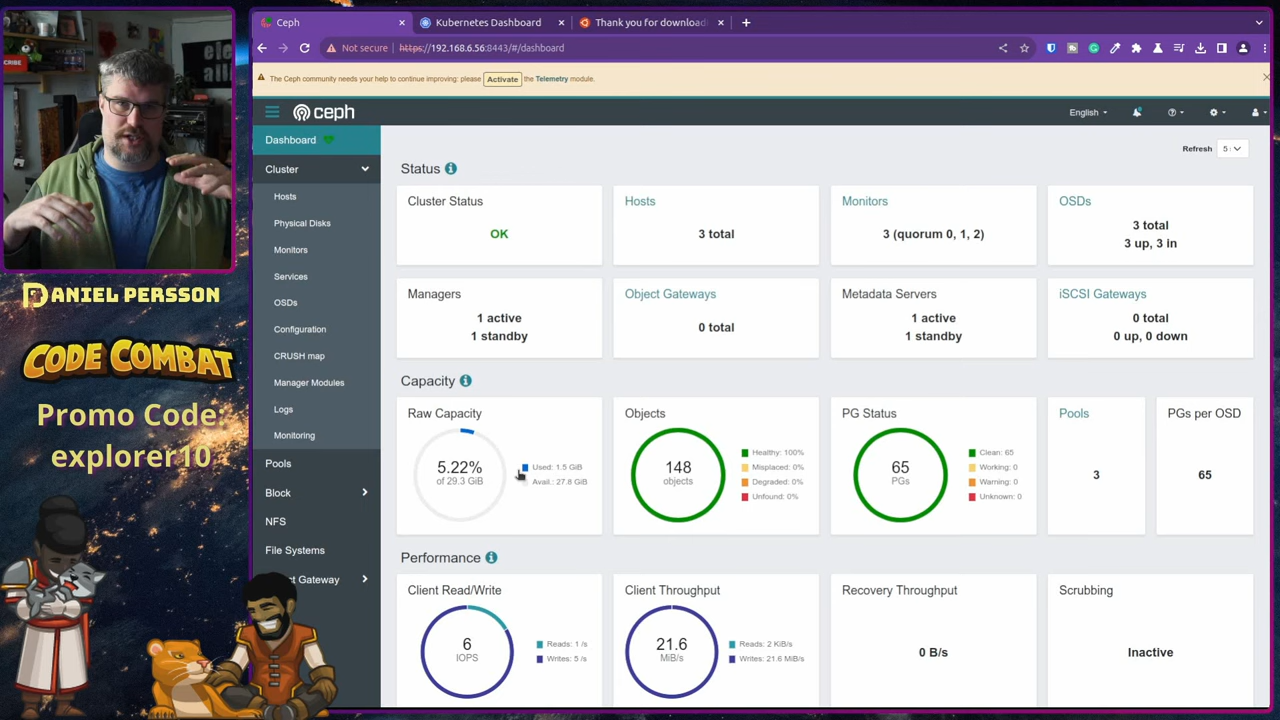 Ceph
Kubernetes Dashboard
Thank you for download
Not secure
https://192.168.6.56:8443/#/dashboard
The Ceph community needs your help to continue improving: please Activate the Telemetry module.
ceph
English
Dashboard
Cluster
Hosts
Physical Disks
Monitors
Services
OSDs
Configuration
CRUSH map
Manager Modules
Logs
Monitoring
Pools
Block
NFS
File Systems
Gateway
Refresh 5
Status
Cluster Status
OK
Hosts
3 total
Monitors
3 (quorum 0, 1, 2)
OSDs
3 total
3 up, 3 in
Managers
1 active
1 standby
Object Gateways
0 total
Metadata Servers
1 active
1 standby
iSCSI Gateways
0 total
0 up, 0 down
Capacity
Raw Capacity
5.22%
of 29.3 GiB
Used: 1.5 GiB
Avail.: 27.8 GiB
Objects
148
objects
Healthy: 100%
Misplaced: 0%
Degraded: 0%
Unfound: 0%
PG Status
65
PGs
Clean: 65
Working: 0
Warning: 0
Unknown: 0
Pools
3
PGs per OSD
65
Performance
Client Read/Write
6
IOPS
Reads: 1 /s
Writes: 5 /s
Client Throughput
21.6
MiB/s
Reads: 2 KiB/s
Writes: 21.6 MiB/s
Recovery Throughput
0 B/s
Scrubbing
Inactive
DANIEL PERSSON
CODE COMBAT
Promo Code:
explorer10